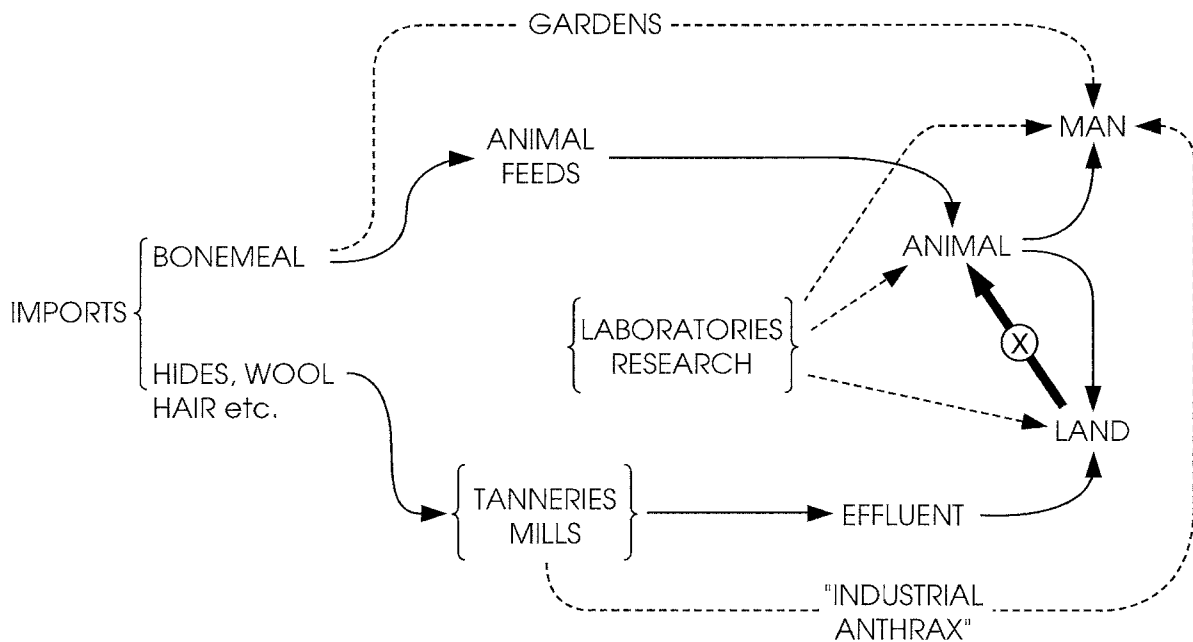 GARDENS
MAN
ANIMAL
FEEDS
ANIMAL
BONEMEAL
IMPORTS
LABORATORIES
RESEARCH
X
HIDES, WOOL
HAIR etc.
LAND
TANNERIES
MILLS
EFFLUENT
"INDUSTRIAL
ANTHRAX"